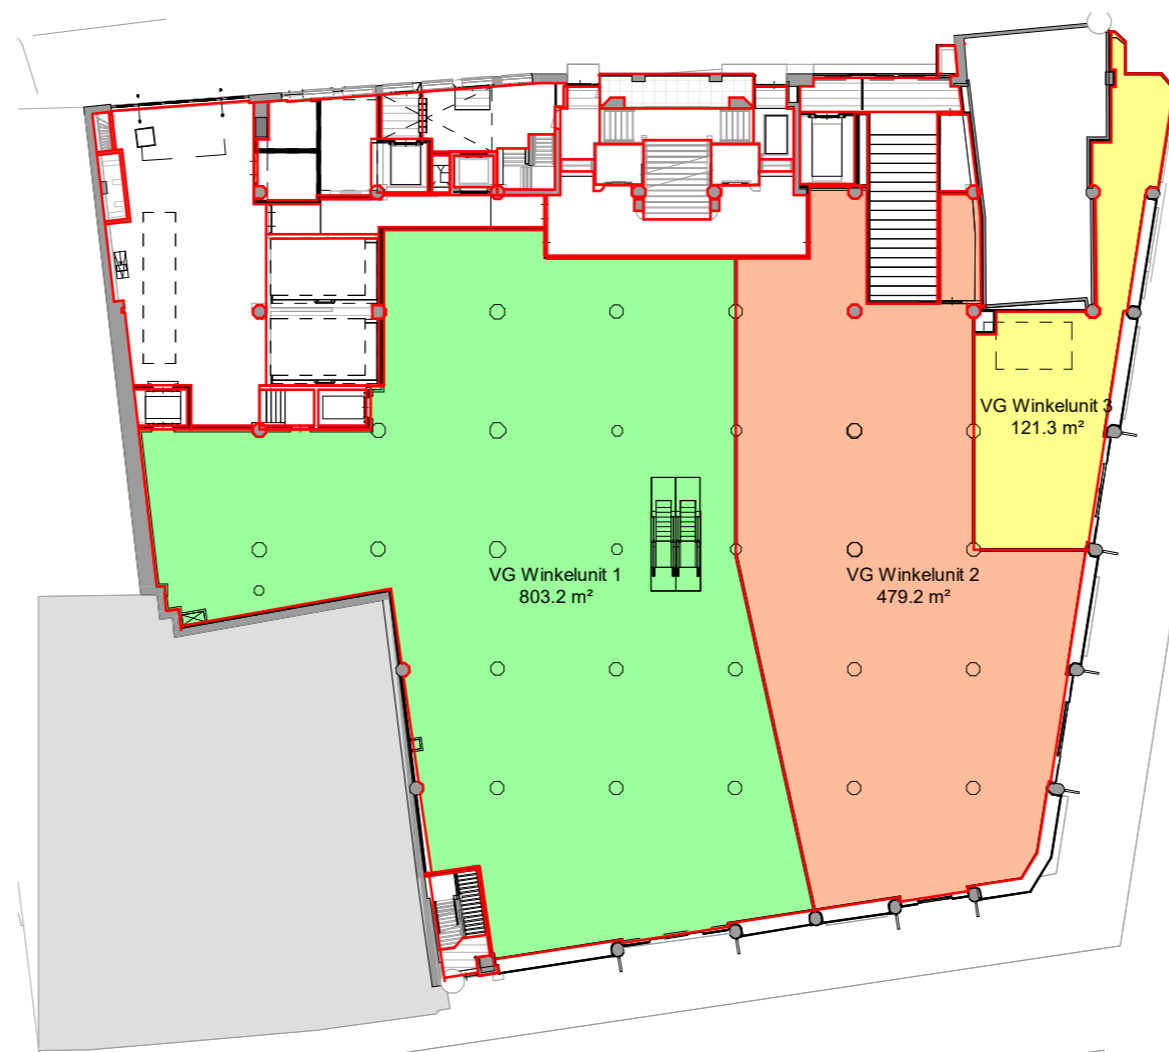 VG Winkelunit 3
121.3 m²
VG Winkelunit 1
803.2 m²
VG Winkelunit 2
479.2 m²